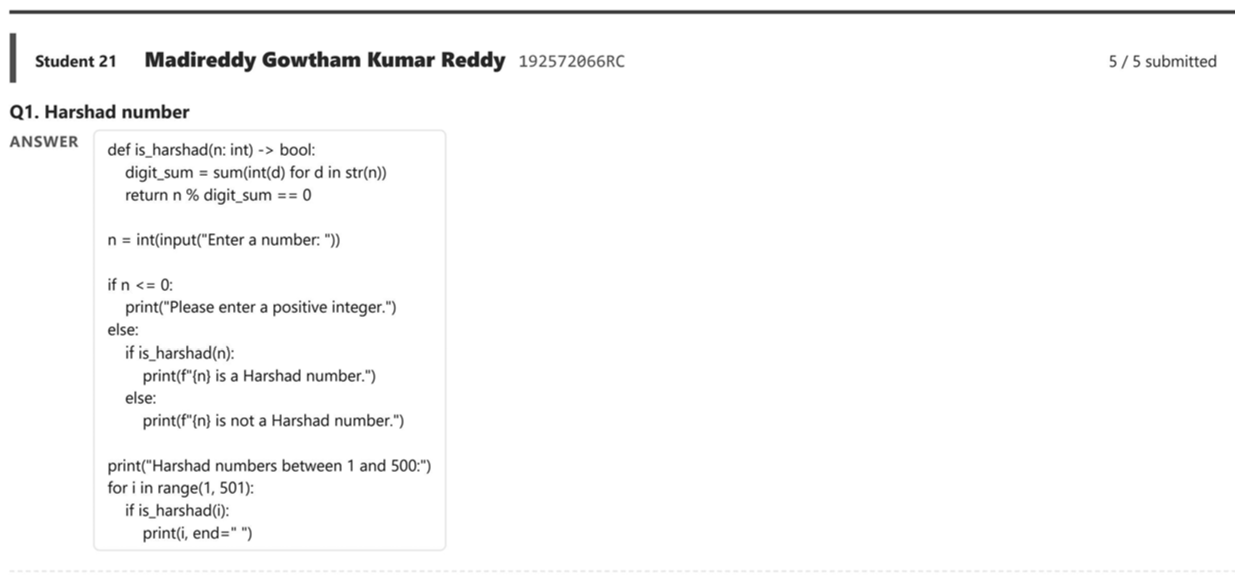 Student 21 Madireddy Gowtham Kumar Reddy 192572066RC 5 / 5 submitted
Q1. Harshad number
ANSWER
def is_harshad(n: int) -> bool:
    digit_sum = sum(int(d) for d in str(n))
    return n % digit_sum == 0

n = int(input("Enter a number: "))

if n <= 0:
    print("Please enter a positive integer.")
else:
    if is_harshad(n):
        print(f"{n} is a Harshad number.")
    else:
        print(f"{n} is not a Harshad number.")

print("Harshad numbers between 1 and 500:")
for i in range(1, 501):
    if is_harshad(i):
        print(i, end=" ")